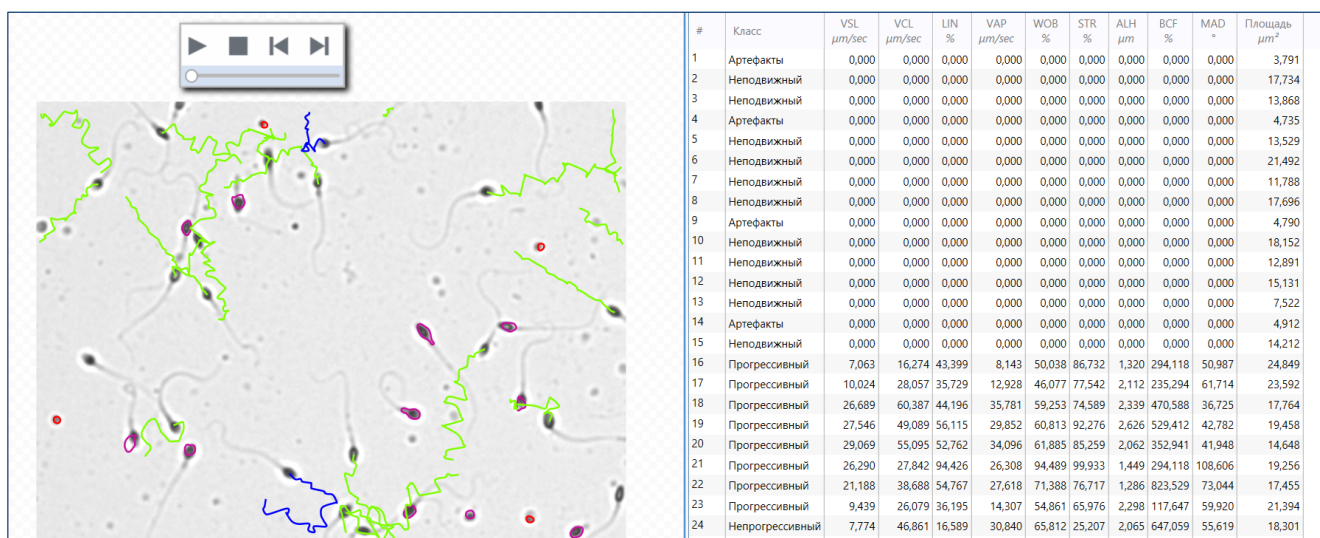 # Класс VSL μm/sec VCL μm/sec LIN % VAP μm/sec WOB % STR % ALH μm BCF % MAD ° Площадь μm²
1 Артефакты 0,000 0,000 0,000 0,000 0,000 0,000 0,000 0,000 0,000 3,791
2 Неподвижный 0,000 0,000 0,000 0,000 0,000 0,000 0,000 0,000 0,000 17,734
3 Неподвижный 0,000 0,000 0,000 0,000 0,000 0,000 0,000 0,000 0,000 13,868
4 Артефакты 0,000 0,000 0,000 0,000 0,000 0,000 0,000 0,000 0,000 4,735
5 Неподвижный 0,000 0,000 0,000 0,000 0,000 0,000 0,000 0,000 0,000 13,529
6 Неподвижный 0,000 0,000 0,000 0,000 0,000 0,000 0,000 0,000 0,000 21,492
7 Неподвижный 0,000 0,000 0,000 0,000 0,000 0,000 0,000 0,000 0,000 11,788
8 Неподвижный 0,000 0,000 0,000 0,000 0,000 0,000 0,000 0,000 0,000 17,696
9 Артефакты 0,000 0,000 0,000 0,000 0,000 0,000 0,000 0,000 0,000 4,790
10 Неподвижный 0,000 0,000 0,000 0,000 0,000 0,000 0,000 0,000 0,000 18,152
11 Неподвижный 0,000 0,000 0,000 0,000 0,000 0,000 0,000 0,000 0,000 12,891
12 Неподвижный 0,000 0,000 0,000 0,000 0,000 0,000 0,000 0,000 0,000 15,131
13 Неподвижный 0,000 0,000 0,000 0,000 0,000 0,000 0,000 0,000 0,000 7,522
14 Артефакты 0,000 0,000 0,000 0,000 0,000 0,000 0,000 0,000 0,000 4,912
15 Неподвижный 0,000 0,000 0,000 0,000 0,000 0,000 0,000 0,000 0,000 14,212
16 Прогрессивный 7,063 16,274 43,399 8,143 50,038 86,732 1,320 294,118 50,987 24,849
17 Прогрессивный 10,024 28,057 35,729 12,928 46,077 77,542 2,112 235,294 61,714 23,592
18 Прогрессивный 26,689 60,387 44,196 35,781 59,253 74,589 2,339 470,588 36,725 17,764
19 Прогрессивный 27,546 49,089 56,115 29,852 60,813 92,276 2,626 529,412 42,782 19,458
20 Прогрессивный 29,069 55,095 52,762 34,096 61,885 85,259 2,062 352,941 41,948 14,648
21 Прогрессивный 26,290 27,842 94,426 26,308 94,489 99,933 1,449 294,118 108,606 19,256
22 Прогрессивный 21,188 38,688 54,767 27,618 71,388 76,717 1,286 823,529 73,044 17,455
23 Прогрессивный 9,439 26,079 36,195 14,307 54,861 65,976 2,298 117,647 59,920 21,394
24 Непрогрессивный 7,774 46,861 16,589 30,840 65,812 25,207 2,065 647,059 55,619 18,301